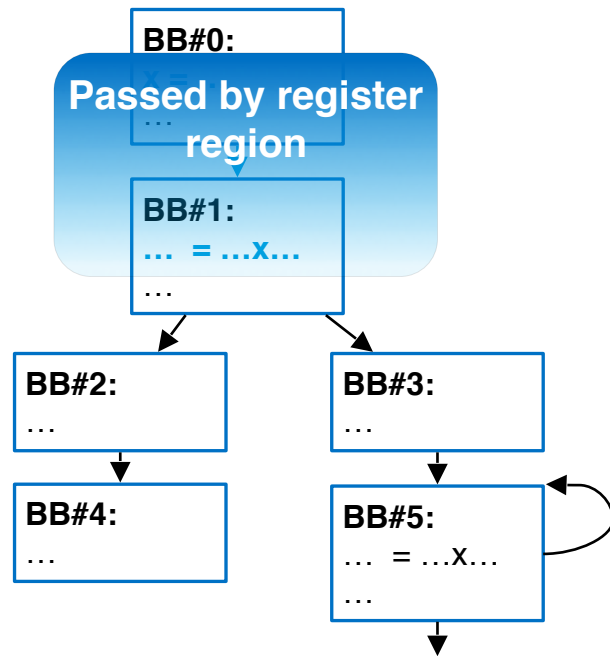 BB#0:
x = …
Passed by register
region
…
BB#1:
… = …x…
…
BB#2:
…
BB#3:
…
BB#4:
…
BB#5:
… = …x…
…